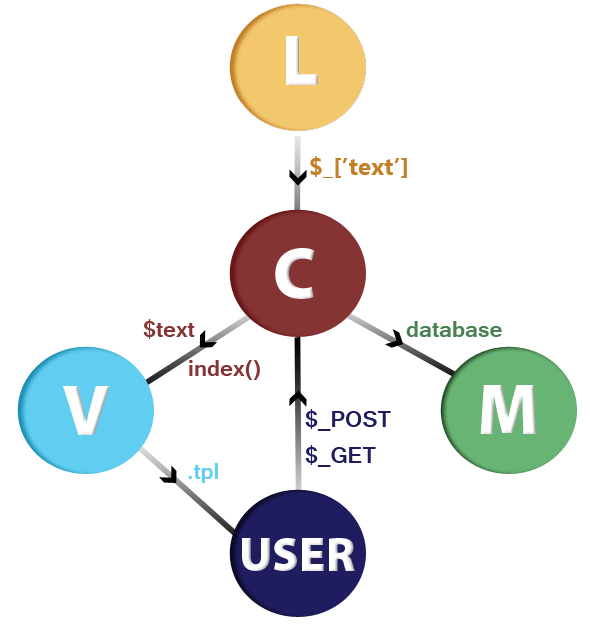 L
$_['text']
C
$text
database
index()
V
M
$_POST
$_GET
.tpl
USER